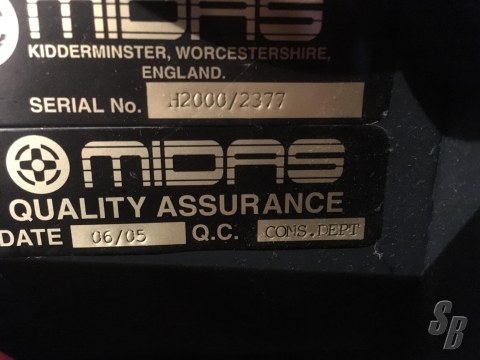 MIDAS
KIDDERMINSTER, WORCESTERSHIRE,
ENGLAND.
SERIAL No. H2000/2377
MIDAS
QUALITY ASSURANCE
DATE 06/05 Q.C. CONS.DEPT
SB